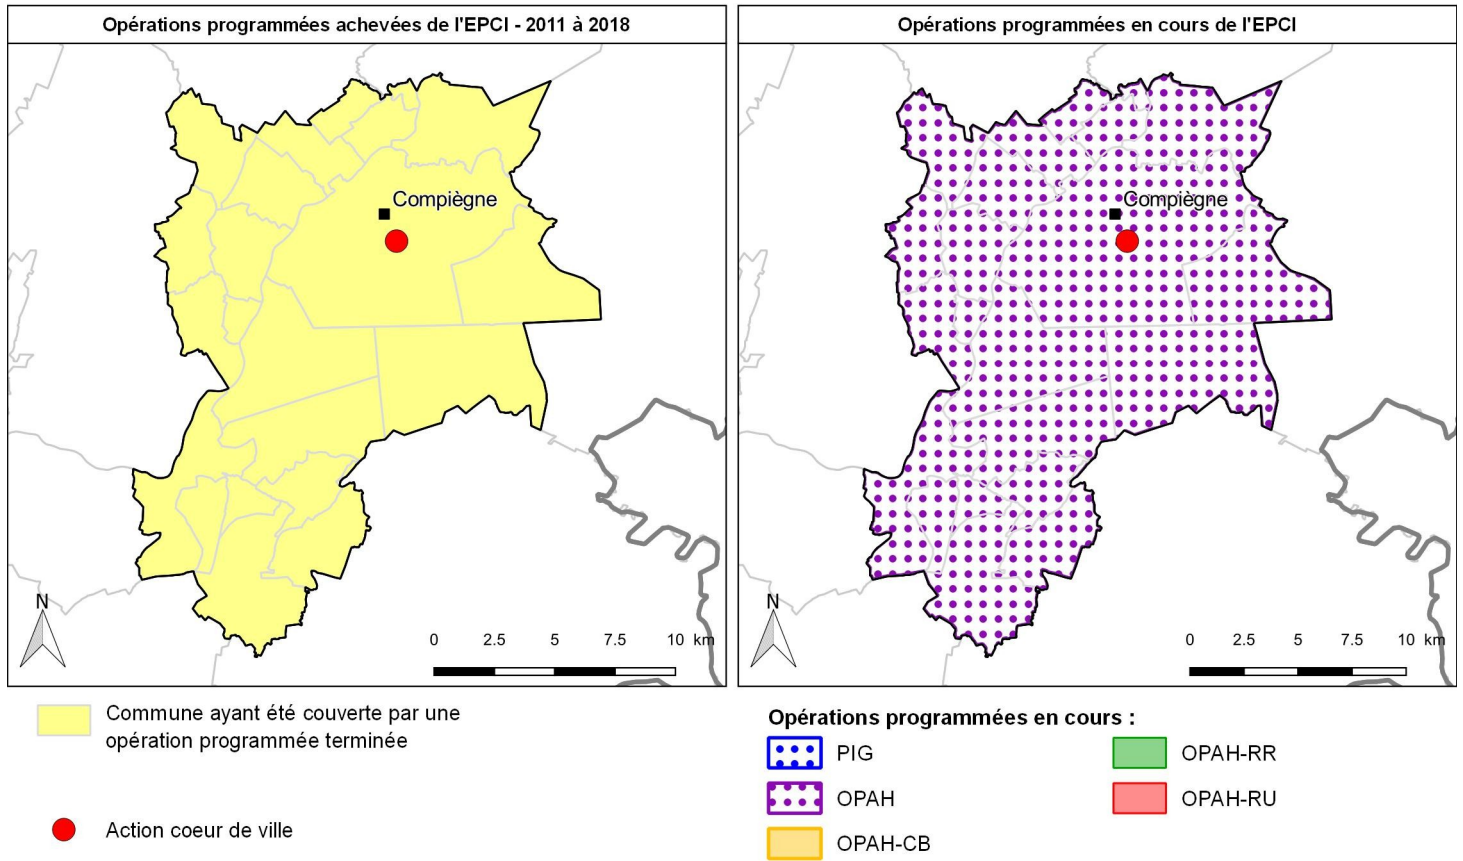 Opérations programmées achevées de l'EPCI - 2011 à 2018
Compiègne
N
0 2.5 5 7.5 10 km
Opérations programmées en cours de l'EPCI
Compiègne
N
0 2.5 5 7.5 10 km
Commune ayant été couverte par une
opération programmée terminée
Action coeur de ville
Opérations programmées en cours :
PIG
OPAH
OPAH-CB
OPAH-RR
OPAH-RU